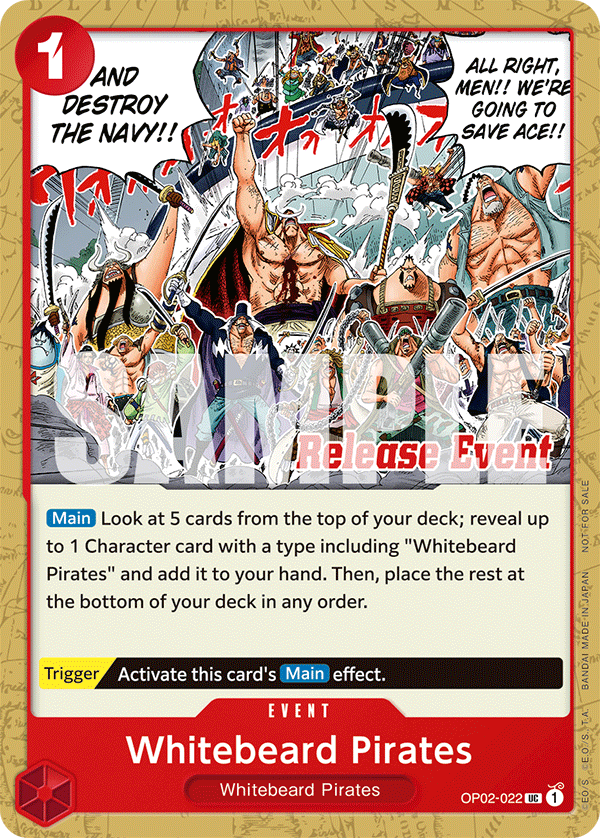 1
AND
DESTROY
THE NAVY!!
ALL RIGHT,
MEN!! WE'RE
GOING TO
SAVE ACE!!
SAMPLE
Release Event
Main Look at 5 cards from the top of your deck; reveal up
to 1 Character card with a type including "Whitebeard
Pirates" and add it to your hand. Then, place the rest at
the bottom of your deck in any order.
Trigger Activate this card's Main effect.
EVENT
Whitebeard Pirates
Whitebeard Pirates
OP02-022 UC 1
BANDAI MADE IN JAPAN NOT FOR SALE